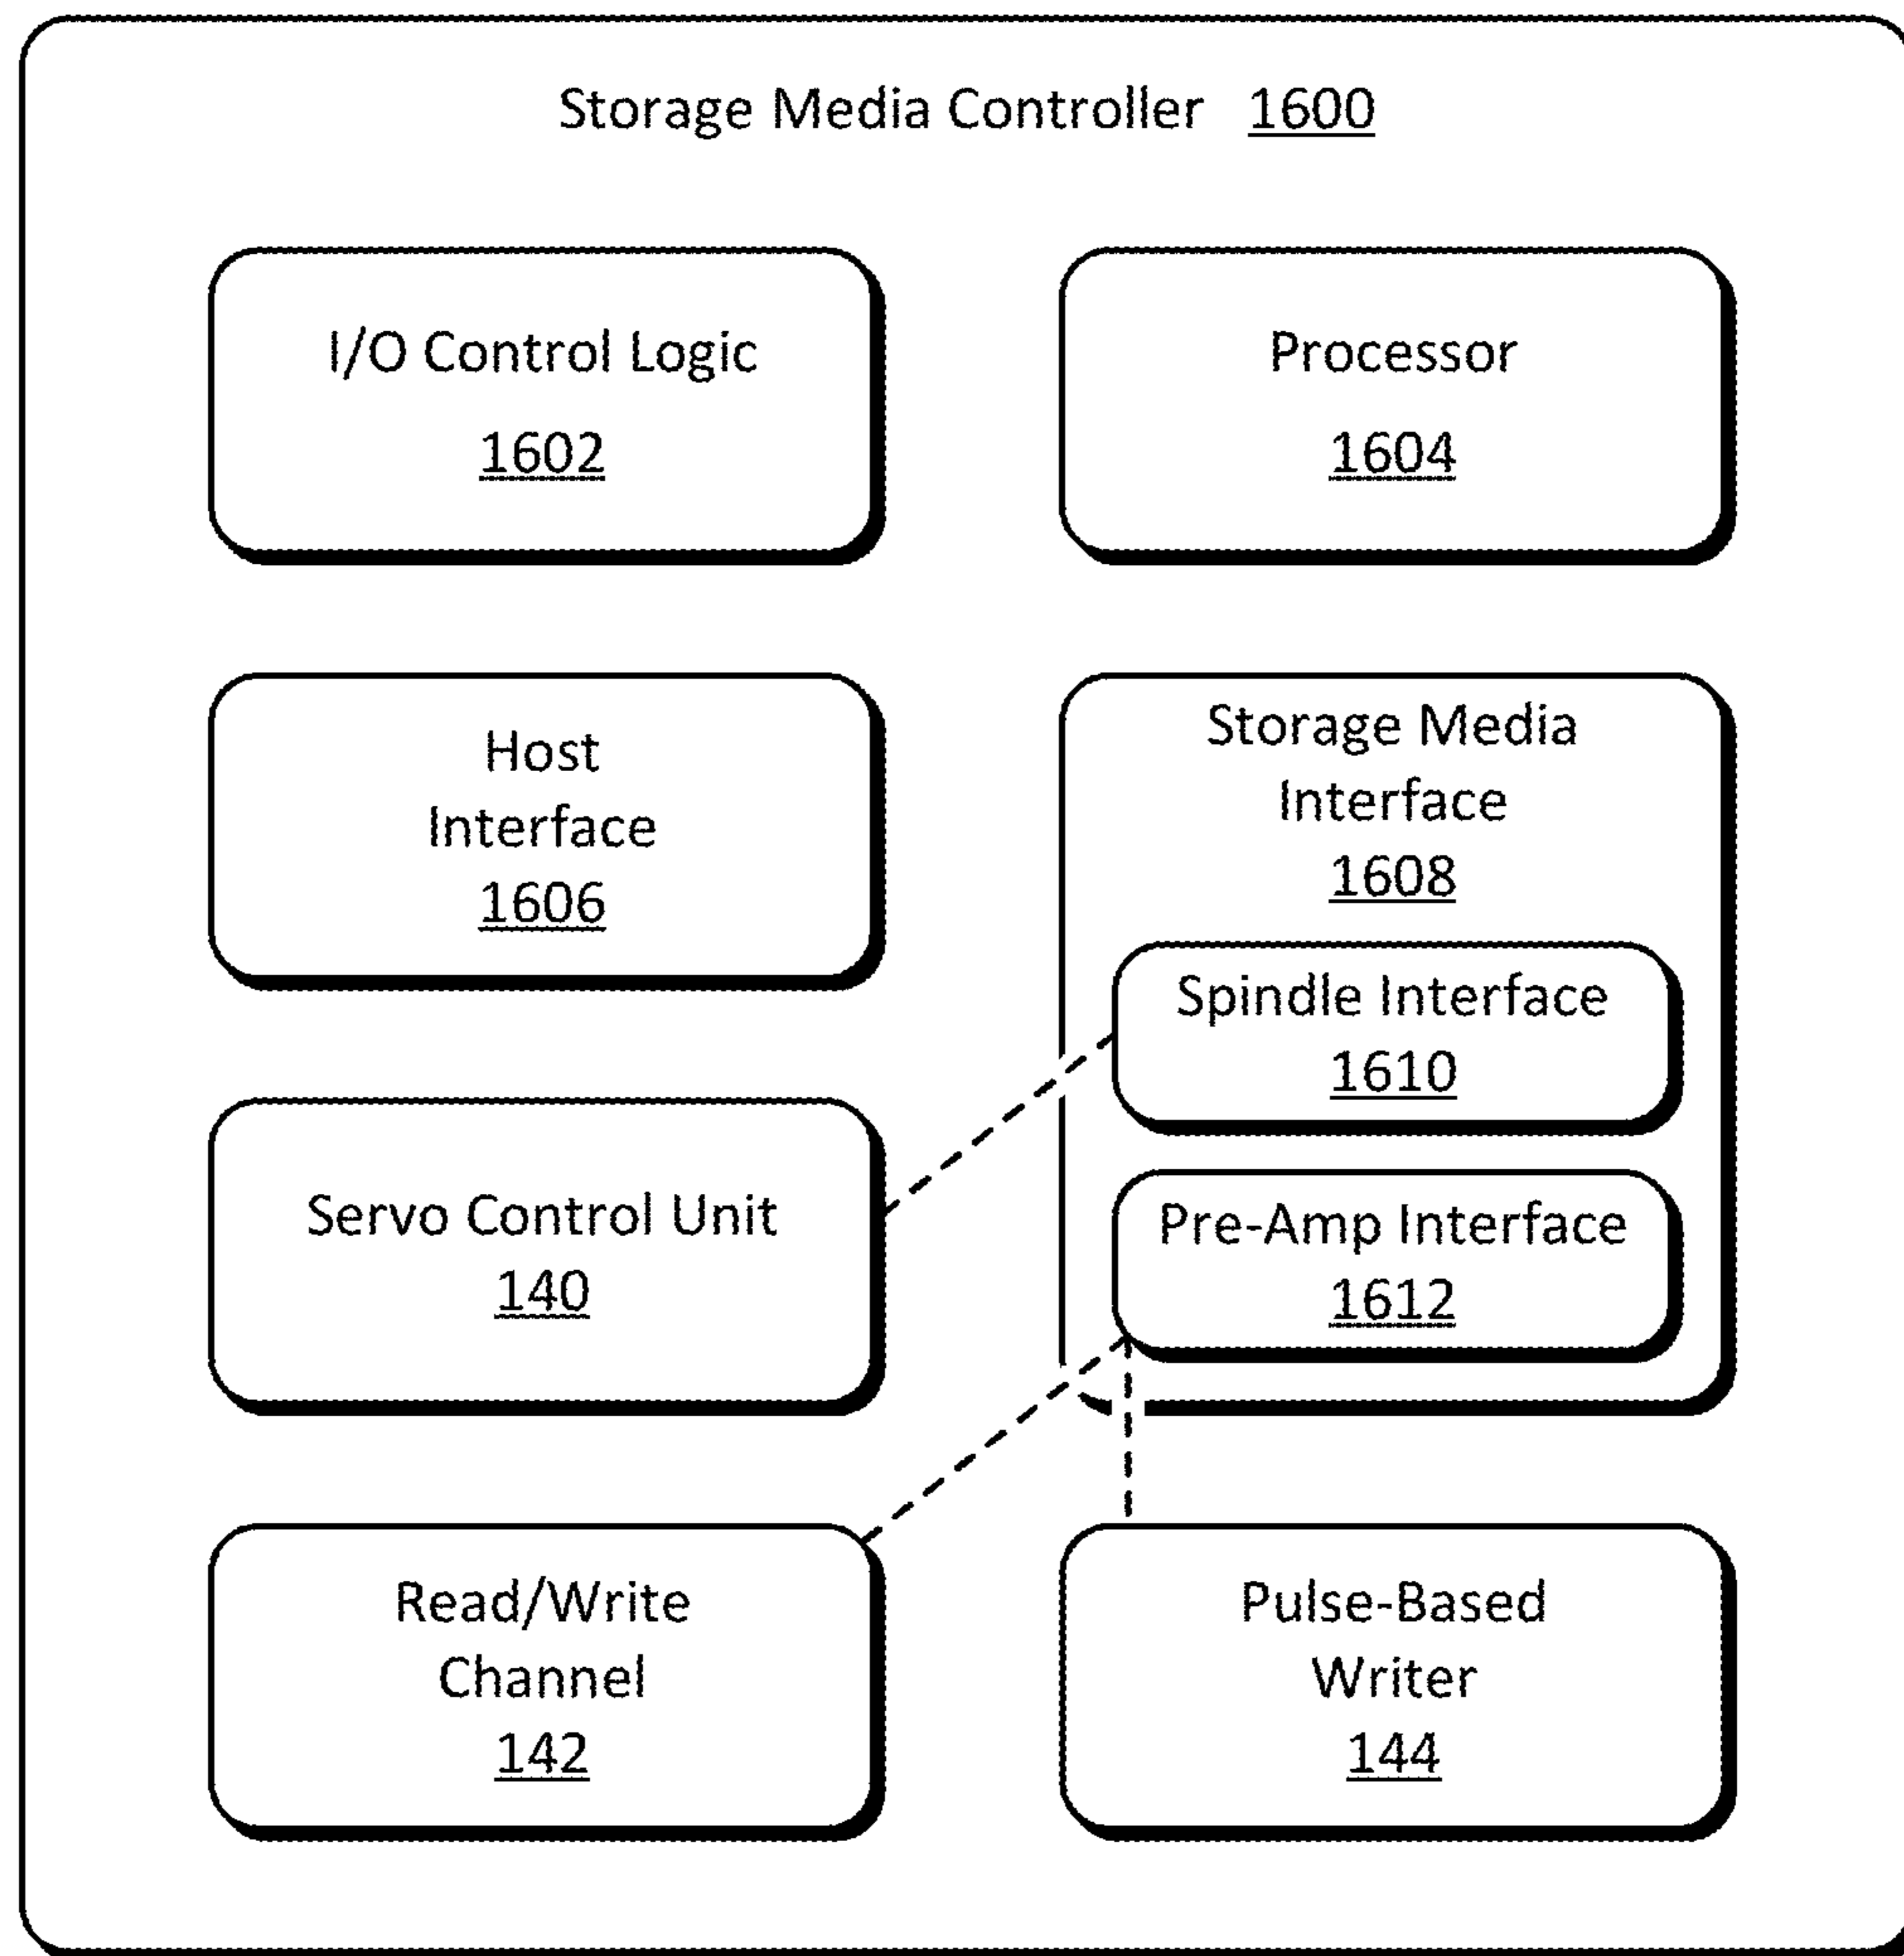 Storage Media Controller 1600
I/O Control Logic
1602
Processor
1604
Host
Interface
1606
Storage Media
Interface
1608
Spindle Interface
1610
Pre-Amp Interface
1612
Servo Control Unit
140
Read/Write
Channel
142
Pulse-Based
Writer
144